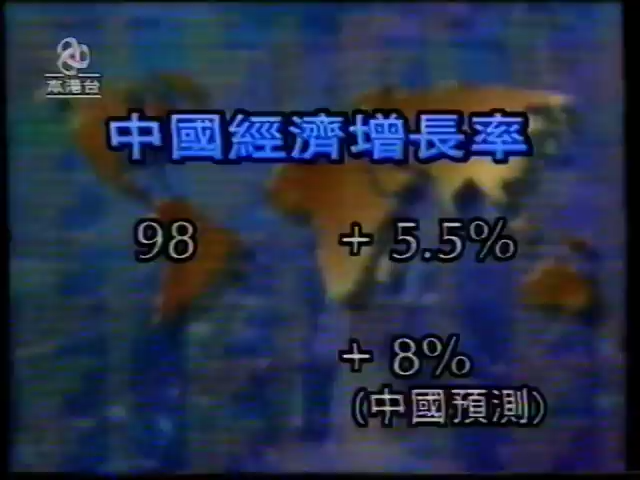 本港台
中國經濟增長率
98 + 5.5%
+ 8%
(中國預測)